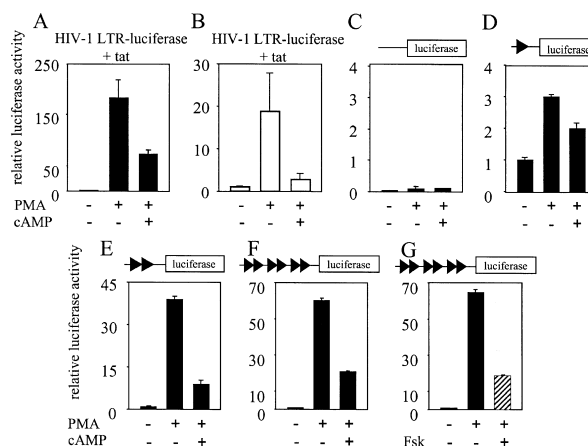 A B C D
HIV-1 LTR-luciferase HIV-1 LTR-luciferase
+ tat + tat
luciferase luciferase
relative luciferase activity
250 30 4 4
150 20 3 3
2 2
50 10 1 1
0 0 0 0
PMA - + + - + + - + + - + +
cAMP - - + - - + - - + - - +
E F G
luciferase luciferase luciferase
relative luciferase activity
45 70 70
30 50 50
15 30 30
10 10
0 0 0
PMA - + + - + + - + +
cAMP - - + - - + Fsk - - +